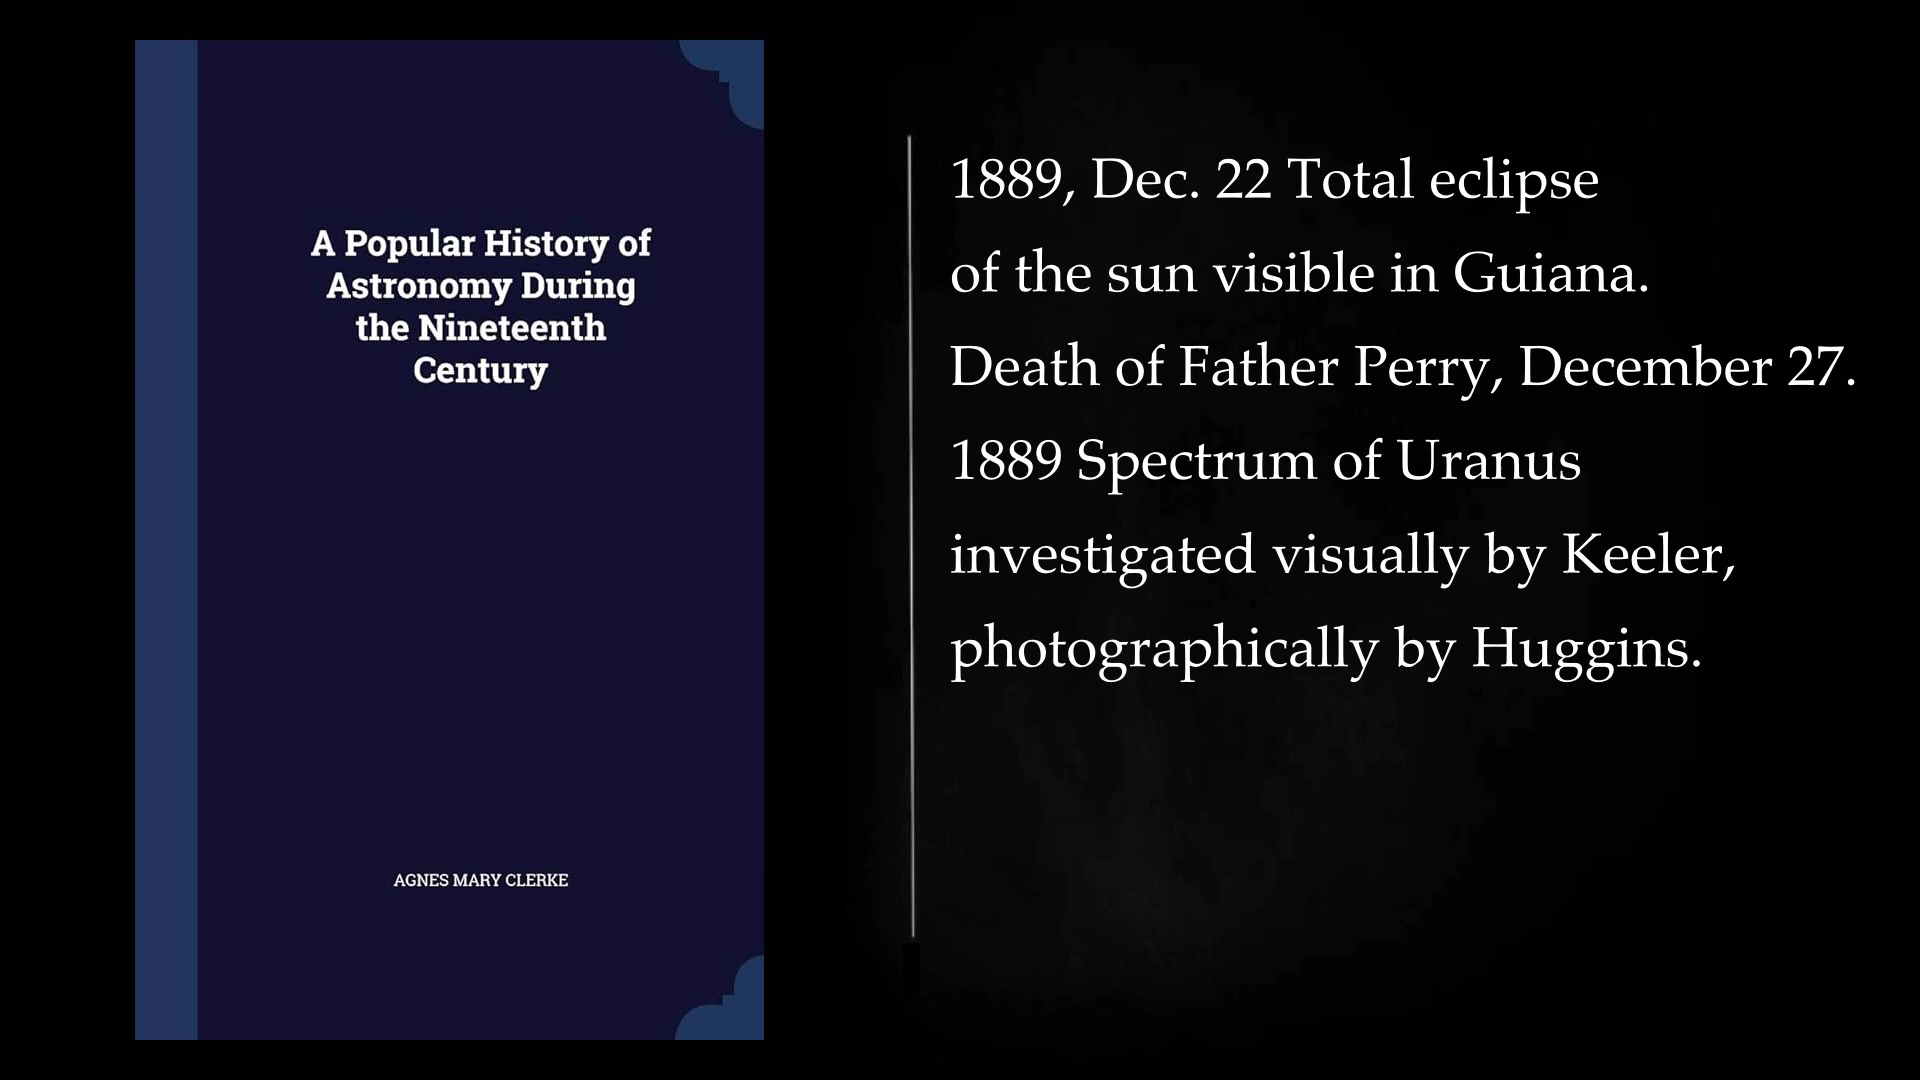 A Popular History of
Astronomy During
the Nineteenth
Century
AGNES MARY CLERKE
1889, Dec. 22 Total eclipse
of the sun visible in Guiana.
Death of Father Perry, December 27.
1889 Spectrum of Uranus
investigated visually by Keeler,
photographically by Huggins.